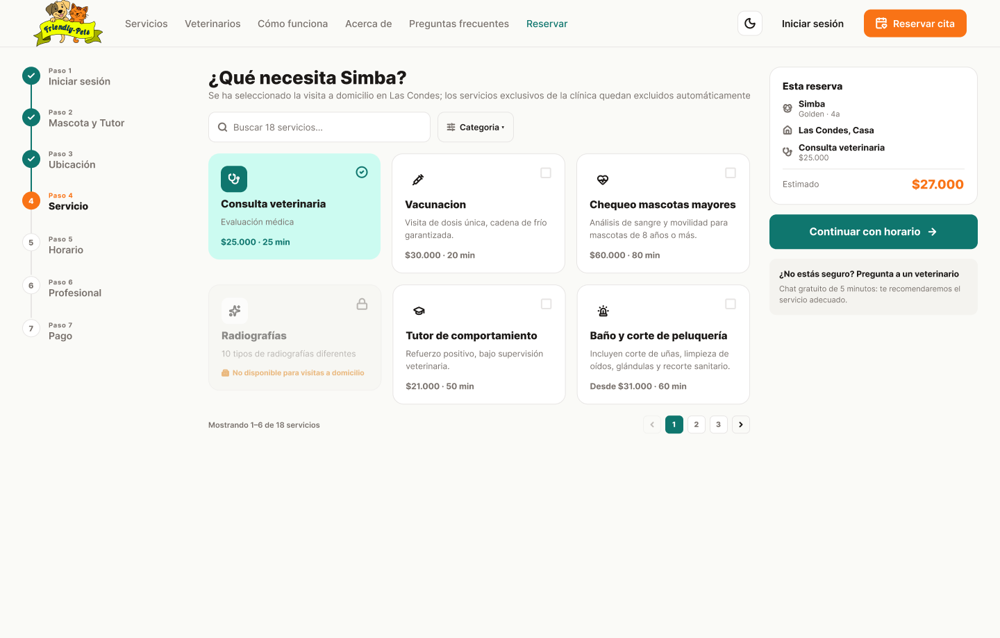 Friendly-Pets
Servicios
Veterinarios
Cómo funciona
Acerca de
Preguntas frecuentes
Reservar
Iniciar sesión
Reservar cita
Paso 1
Iniciar sesión
Paso 2
Mascota y Tutor
Paso 3
Ubicación
4
Paso 4
Servicio
5
Paso 5
Horario
6
Paso 6
Profesional
7
Paso 7
Pago
¿Qué necesita Simba?
Se ha seleccionado la visita a domicilio en Las Condes; los servicios exclusivos de la clínica quedan excluidos automáticamente
Buscar 18 servicios...
Categoria
Consulta veterinaria
Evaluación médica
$25.000 · 25 min
Vacunacion
Visita de dosis única, cadena de frío
garantizada.
$30.000 · 20 min
Chequeo mascotas mayores
Análisis de sangre y movilidad para
mascotas de 8 años o más.
$60.000 · 80 min
Radiografías
10 tipos de radiografías diferentes
No disponible para visitas a domicilio
Tutor de comportamiento
Refuerzo positivo, bajo supervisión
veterinaria.
$21.000 · 50 min
Baño y corte de peluquería
Incluyen corte de uñas, limpieza de
oídos, glándulas y recorte sanitario.
Desde $31.000 · 60 min
Mostrando 1–6 de 18 servicios
1
2
3
Esta reserva
Simba
Golden · 4a
Las Condes, Casa
Consulta veterinaria
$25.000
Estimado
$27.000
Continuar con horario
¿No estás seguro? Pregunta a un veterinario
Chat gratuito de 5 minutos: te recomendaremos el
servicio adecuado.